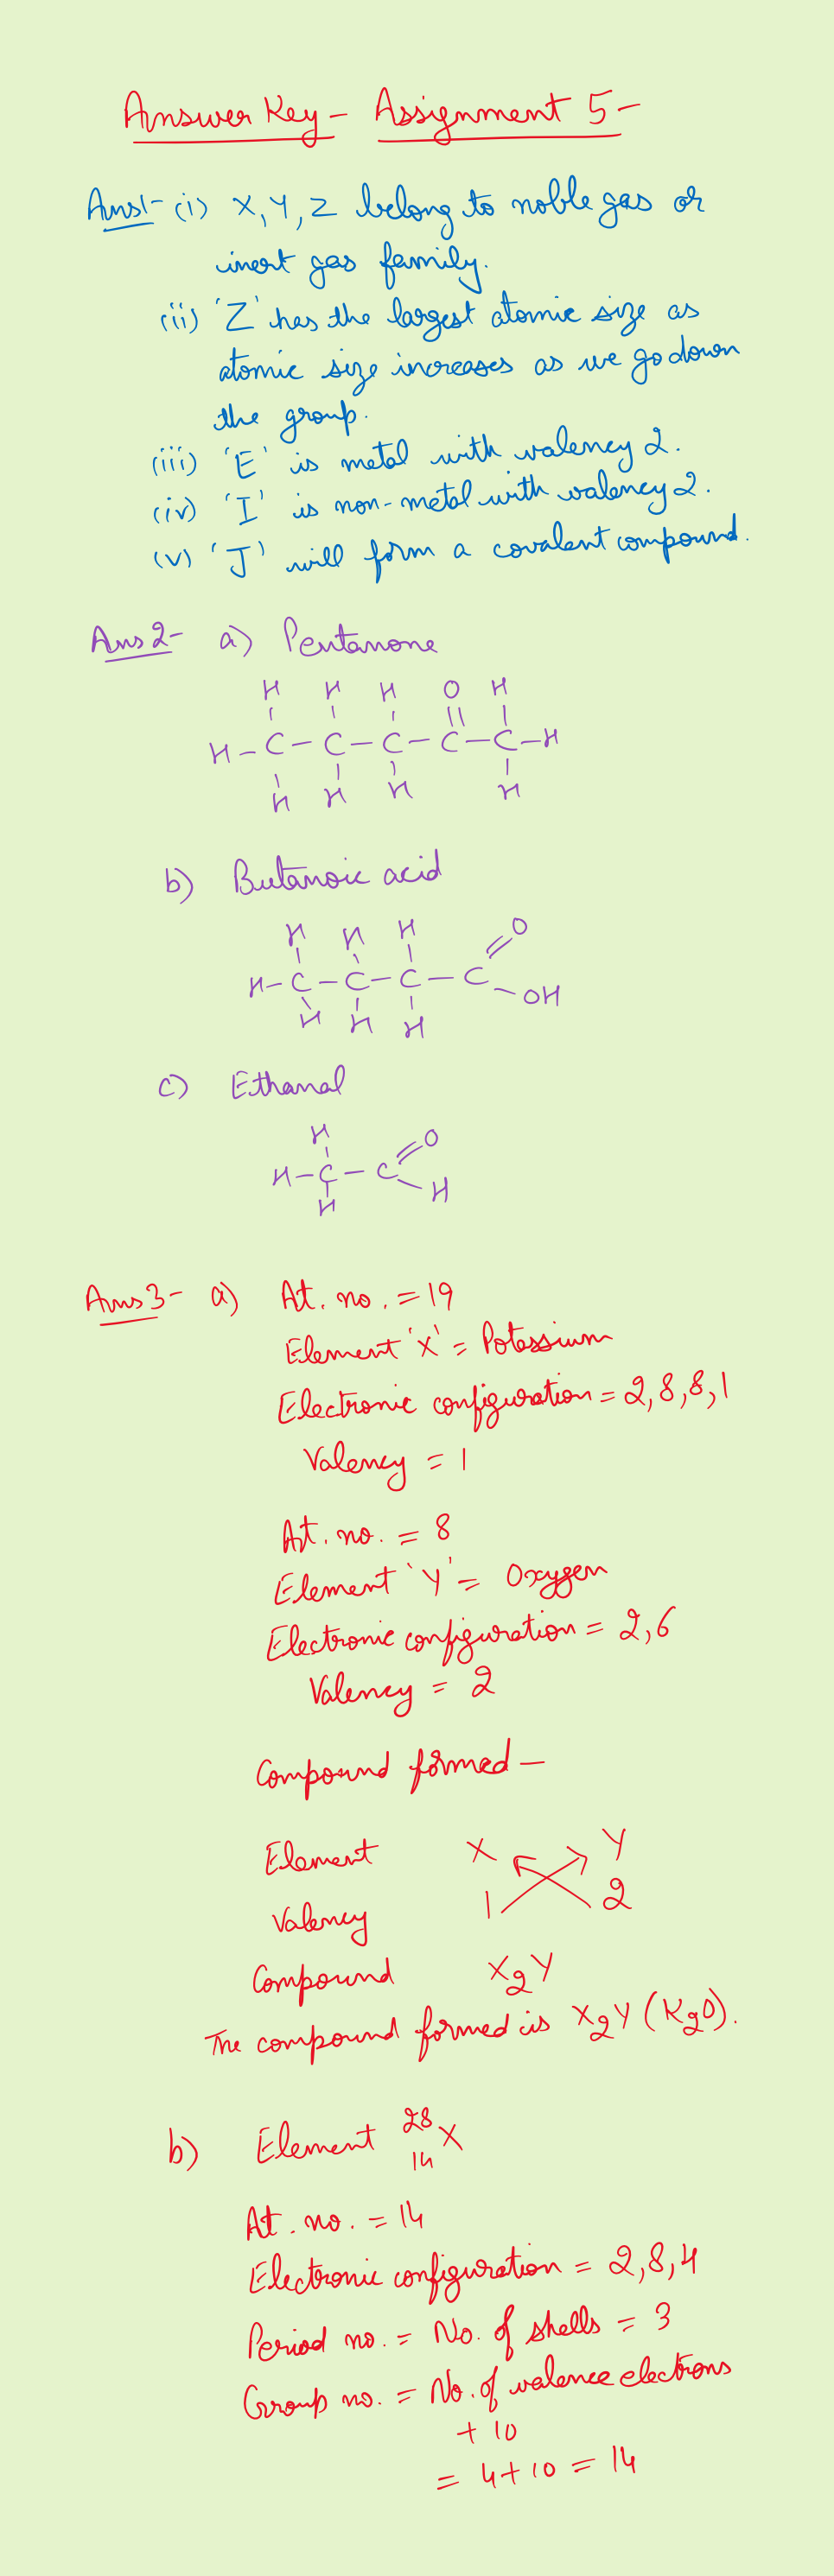 Answer Key - Assignment 5 -
Ans1- (i) X, Y, Z belong to noble gas or
inert gas family.
(ii) 'Z' has the largest atomic size as
atomic size increases as we go down
the group.
(iii) 'E' is metal with valency 2.
(iv) 'I' is non-metal with valency 2.
(v) 'J' will form a covalent compound.
Ans 2- a) Pentanone
H H H O H
H-C-C-C-C-C-H
H H H H
b) Butanoic acid
H H H O
H-C-C-C-C
H H H OH
c) Ethanal
H O
H-C-C
H H
Ans 3- a) At. no. = 19
Element 'X' = Potassium
Electronic configuration = 2,8,8,1
Valency = 1
At. no. = 8
Element 'Y' = Oxygen
Electronic configuration = 2,6
Valency = 2
Compound formed -
Element X Y
Valency 1 2
Compound X₂Y
The compound formed is X₂Y (K₂O).
b) Element ²⁸₁₄X
At. no. = 14
Electronic configuration = 2,8,4
Period no. = No. of shells = 3
Group no. = No. of valence electrons
+ 10
= 4+10 = 14